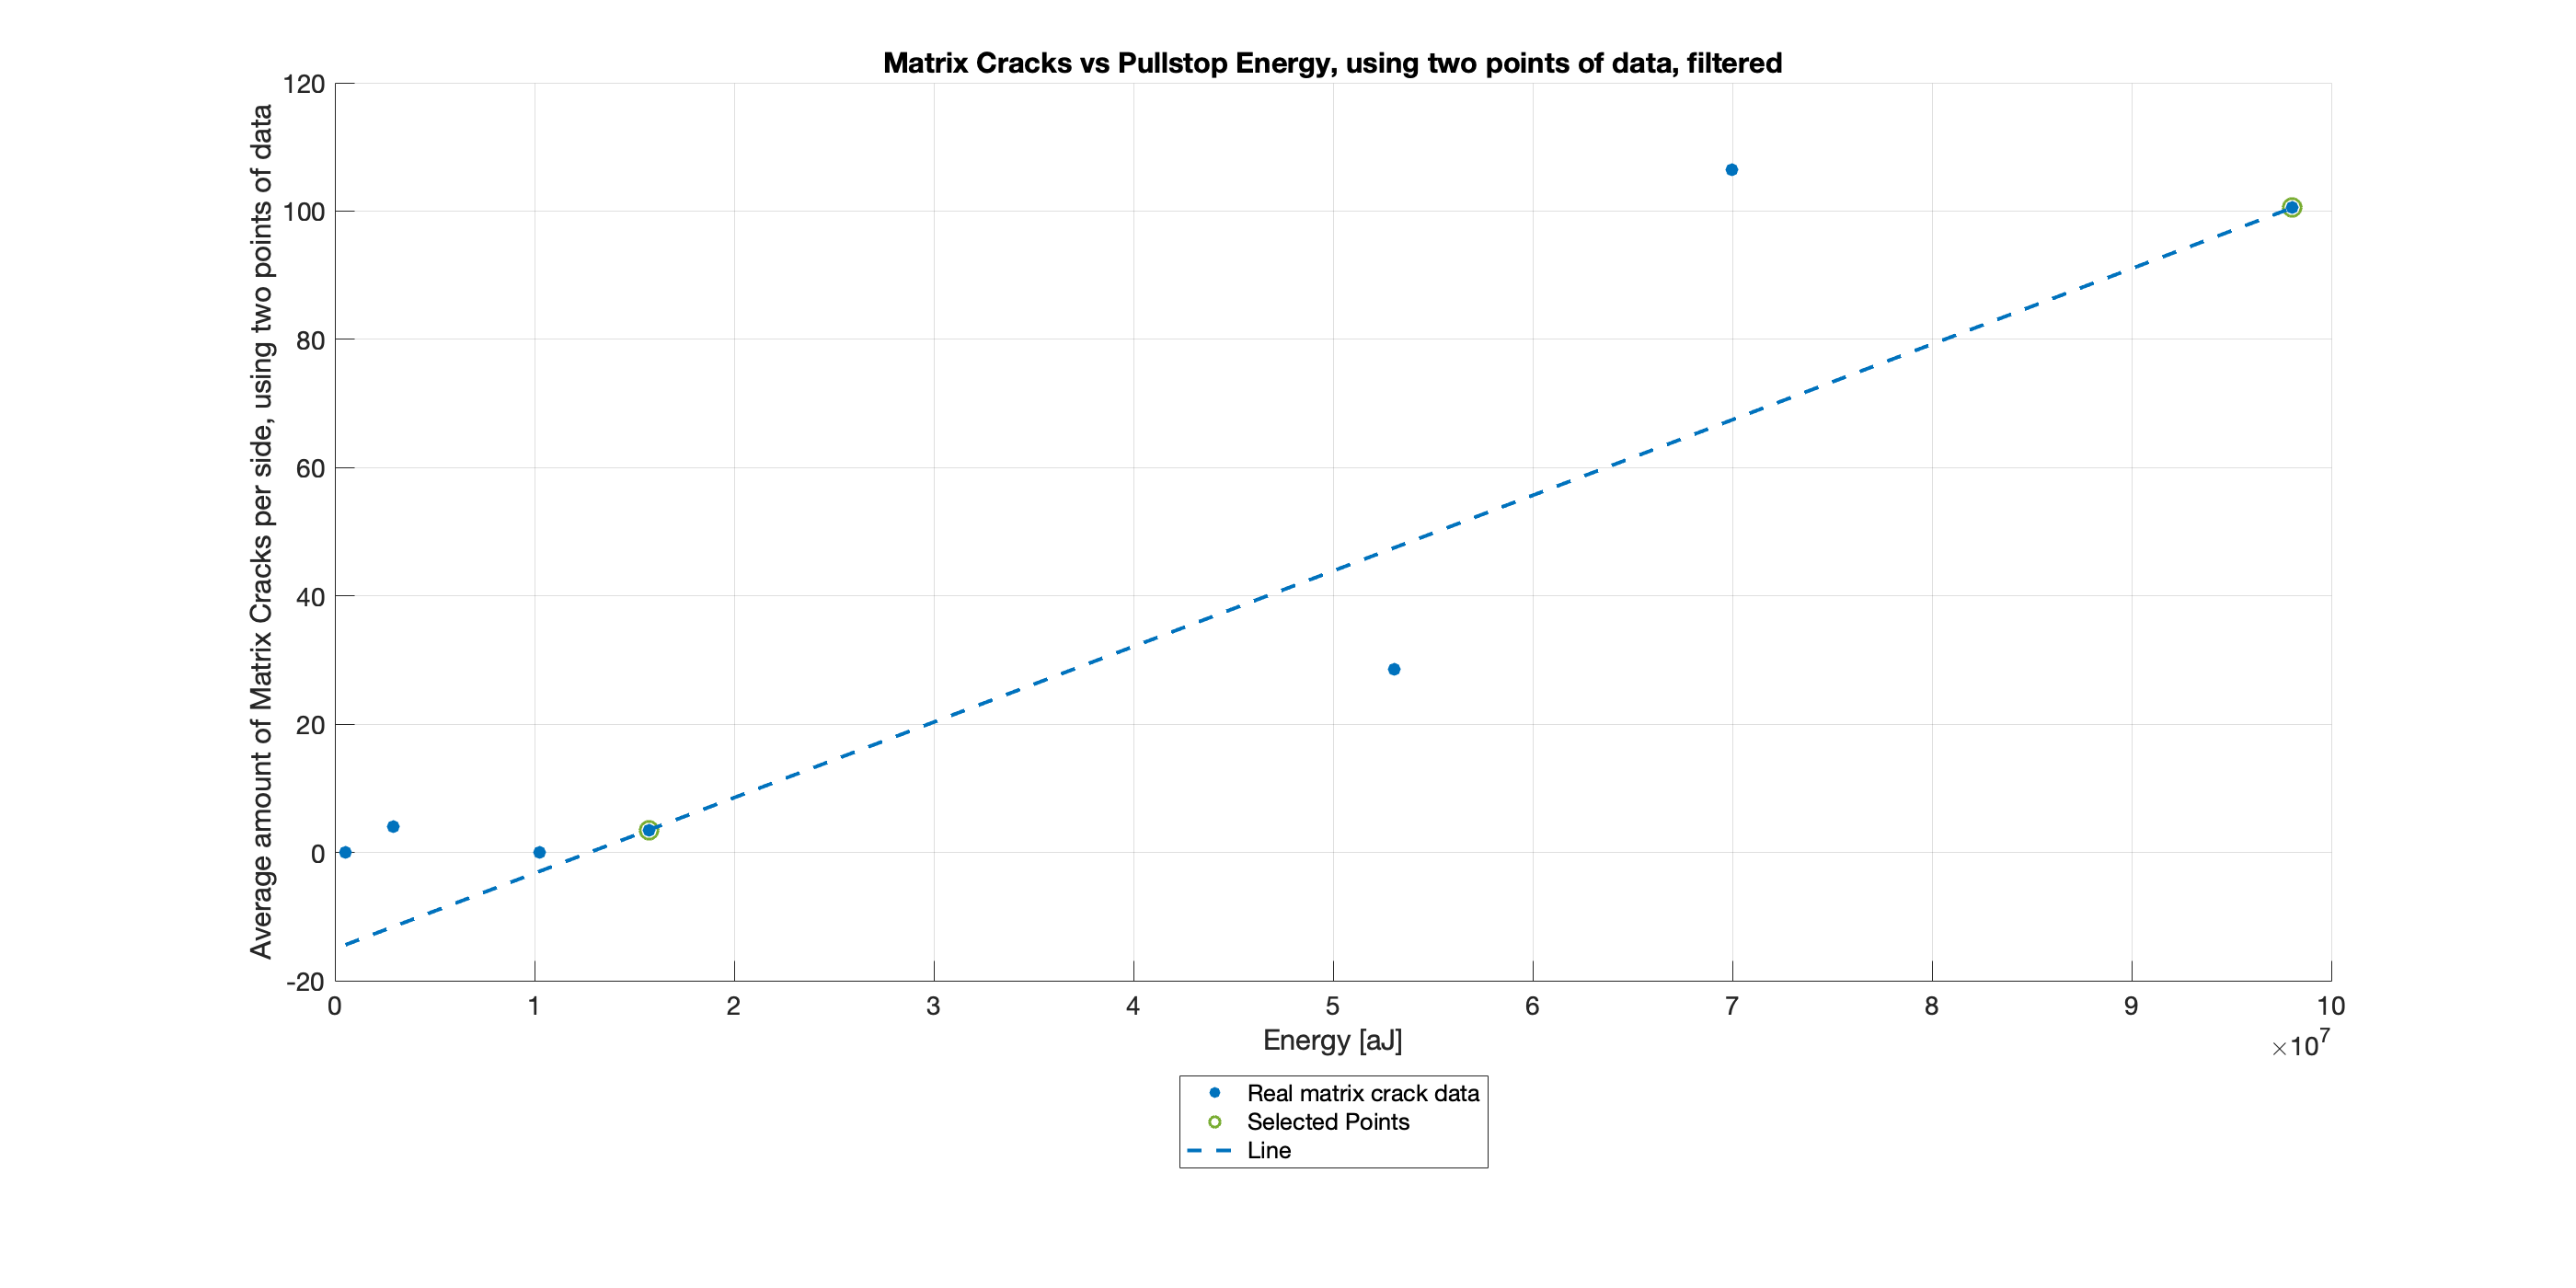 Matrix Cracks vs Pullstop Energy, using two points of data, filtered
Average amount of Matrix Cracks per side, using two points of data
120
100
80
60
40
20
0
-20
0 1 2 3 4 5 6 7 8 9 10
Energy [aJ]
×10⁷
Real matrix crack data
Selected Points
Line